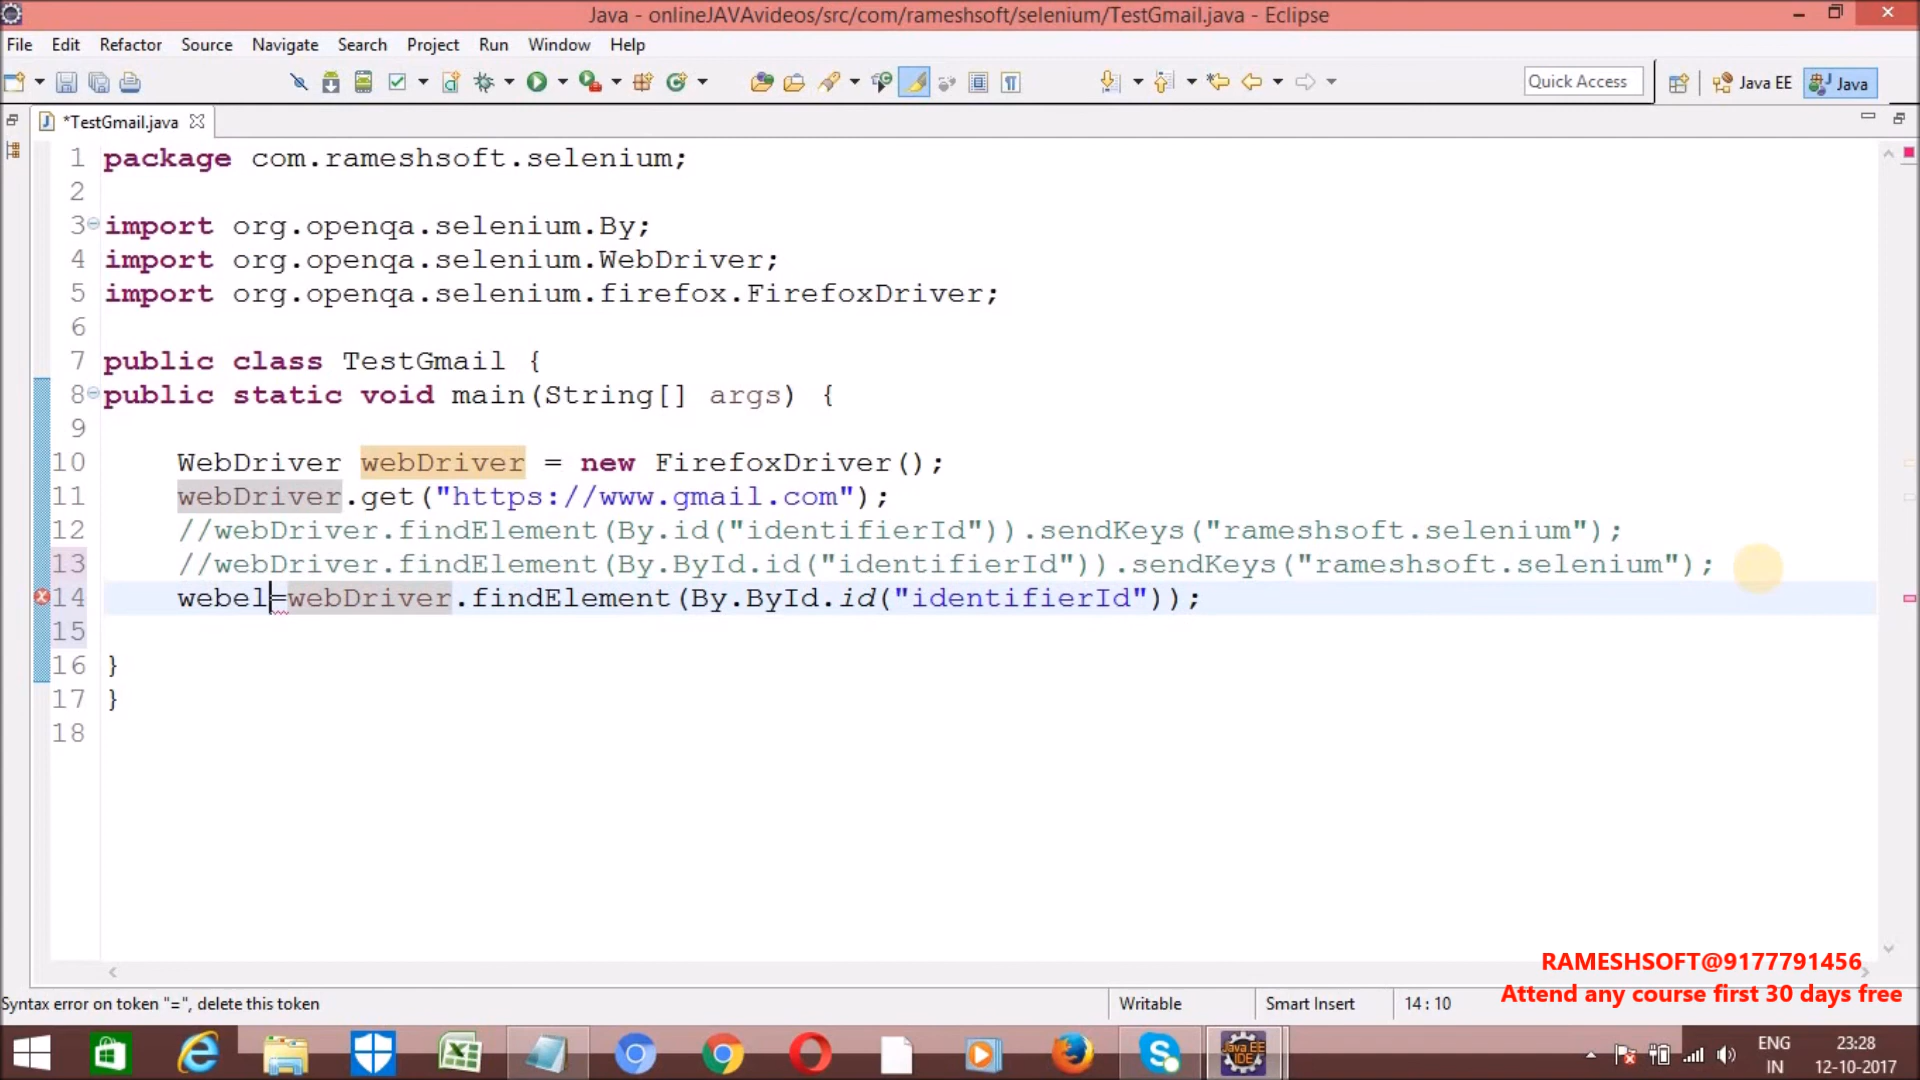 Java - onlineJAVAvideos/src/com/rameshsoft/selenium/TestGmail.java - Eclipse
File Edit Refactor Source Navigate Search Project Run Window Help
Quick Access
Java EE
Java
*TestGmail.java
1 package com.rameshsoft.selenium;
2
3 import org.openqa.selenium.By;
4 import org.openqa.selenium.WebDriver;
5 import org.openqa.selenium.firefox.FirefoxDriver;
6
7 public class TestGmail {
8 public static void main(String[] args) {
9
10 WebDriver webDriver = new FirefoxDriver();
11 webDriver.get("https://www.gmail.com");
12 //webDriver.findElement(By.id("identifierId")).sendKeys("rameshsoft.selenium");
13 //webDriver.findElement(By.ById.id("identifierId")).sendKeys("rameshsoft.selenium");
14 webel=webDriver.findElement(By.ById.id("identifierId"));
15
16 }
17 }
18
RAMESHSOFT@9177791456
Attend any course first 30 days free
Syntax error on token "=", delete this token
Writable
Smart Insert
14 : 10
Java EE
IDE
ENG
IN
23:28
12-10-2017